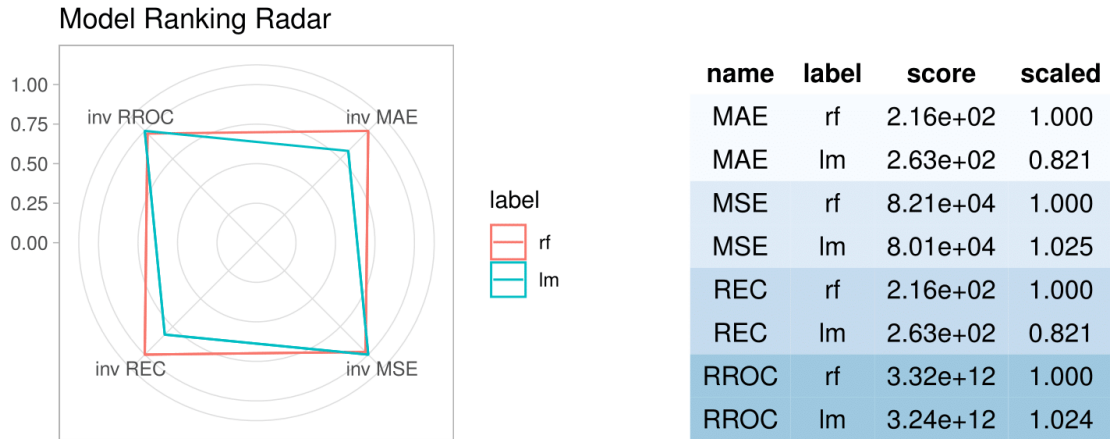 Model Ranking Radar
1.00
0.75
0.50
0.25
0.00
inv RROC
inv MAE
inv REC
inv MSE
label
rf
lm
name label score scaled
MAE rf 2.16e+02 1.000
MAE lm 2.63e+02 0.821
MSE rf 8.21e+04 1.000
MSE lm 8.01e+04 1.025
REC rf 2.16e+02 1.000
REC lm 2.63e+02 0.821
RROC rf 3.32e+12 1.000
RROC lm 3.24e+12 1.024